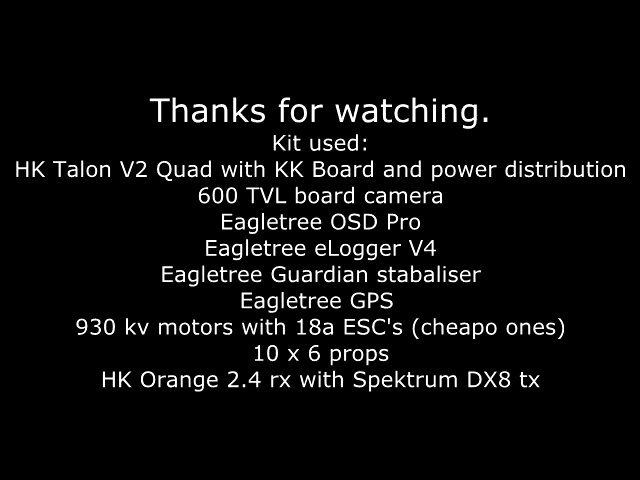 Thanks for watching.
Kit used:
HK Talon V2 Quad with KK Board and power distribution
600 TVL board camera
Eagletree OSD Pro
Eagletree eLogger V4
Eagletree Guardian stabaliser
Eagletree GPS
930 kv motors with 18a ESC's (cheapo ones)
10 x 6 props
HK Orange 2.4 rx with Spektrum DX8 tx